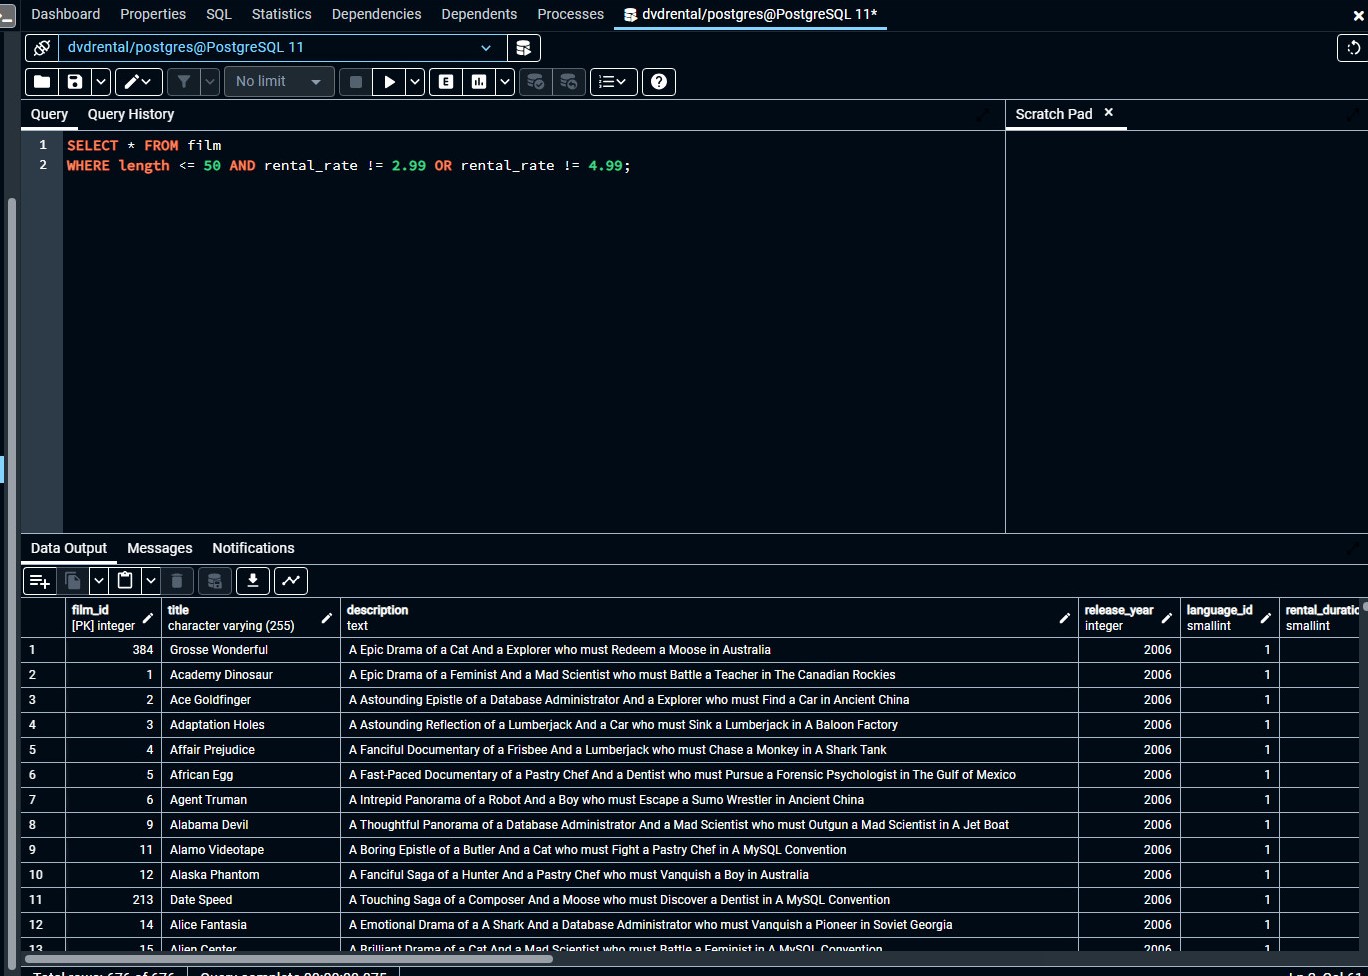 Dashboard Properties SQL Statistics Dependencies Dependents Processes dvdrental/postgres@PostgreSQL 11*
dvdrental/postgres@PostgreSQL 11
No limit
Query Query History Scratch Pad
1 SELECT * FROM film
2 WHERE length <= 50 AND rental_rate != 2.99 OR rental_rate != 4.99;
Data Output Messages Notifications
film_id title description release_year language_id rental_duratic
[PK] integer character varying (255) text integer smallint smallint
1 384 Grosse Wonderful A Epic Drama of a Cat And a Explorer who must Redeem a Moose in Australia 2006 1
2 1 Academy Dinosaur A Epic Drama of a Feminist And a Mad Scientist who must Battle a Teacher in The Canadian Rockies 2006 1
3 2 Ace Goldfinger A Astounding Epistle of a Database Administrator And a Explorer who must Find a Car in Ancient China 2006 1
4 3 Adaptation Holes A Astounding Reflection of a Lumberjack And a Car who must Sink a Lumberjack in A Baloon Factory 2006 1
5 4 Affair Prejudice A Fanciful Documentary of a Frisbee And a Lumberjack who must Chase a Monkey in A Shark Tank 2006 1
6 5 African Egg A Fast-Paced Documentary of a Pastry Chef And a Dentist who must Pursue a Forensic Psychologist in The Gulf of Mexico 2006 1
7 6 Agent Truman A Intrepid Panorama of a Robot And a Boy who must Escape a Sumo Wrestler in Ancient China 2006 1
8 9 Alabama Devil A Thoughtful Panorama of a Database Administrator And a Mad Scientist who must Outgun a Mad Scientist in A Jet Boat 2006 1
9 11 Alamo Videotape A Boring Epistle of a Butler And a Cat who must Fight a Pastry Chef in A MySQL Convention 2006 1
10 12 Alaska Phantom A Fanciful Saga of a Hunter And a Pastry Chef who must Vanquish a Boy in Australia 2006 1
11 213 Date Speed A Touching Saga of a Composer And a Moose who must Discover a Dentist in A MySQL Convention 2006 1
12 14 Alice Fantasia A Emotional Drama of a A Shark And a Database Administrator who must Vanquish a Pioneer in Soviet Georgia 2006 1
13 15 Alien Center A Brilliant Drama of a Cat And a Mad Scientist who must Battle a Feminist in A MySQL Convention 2006 1
Total rows: 676 of 676 Query complete